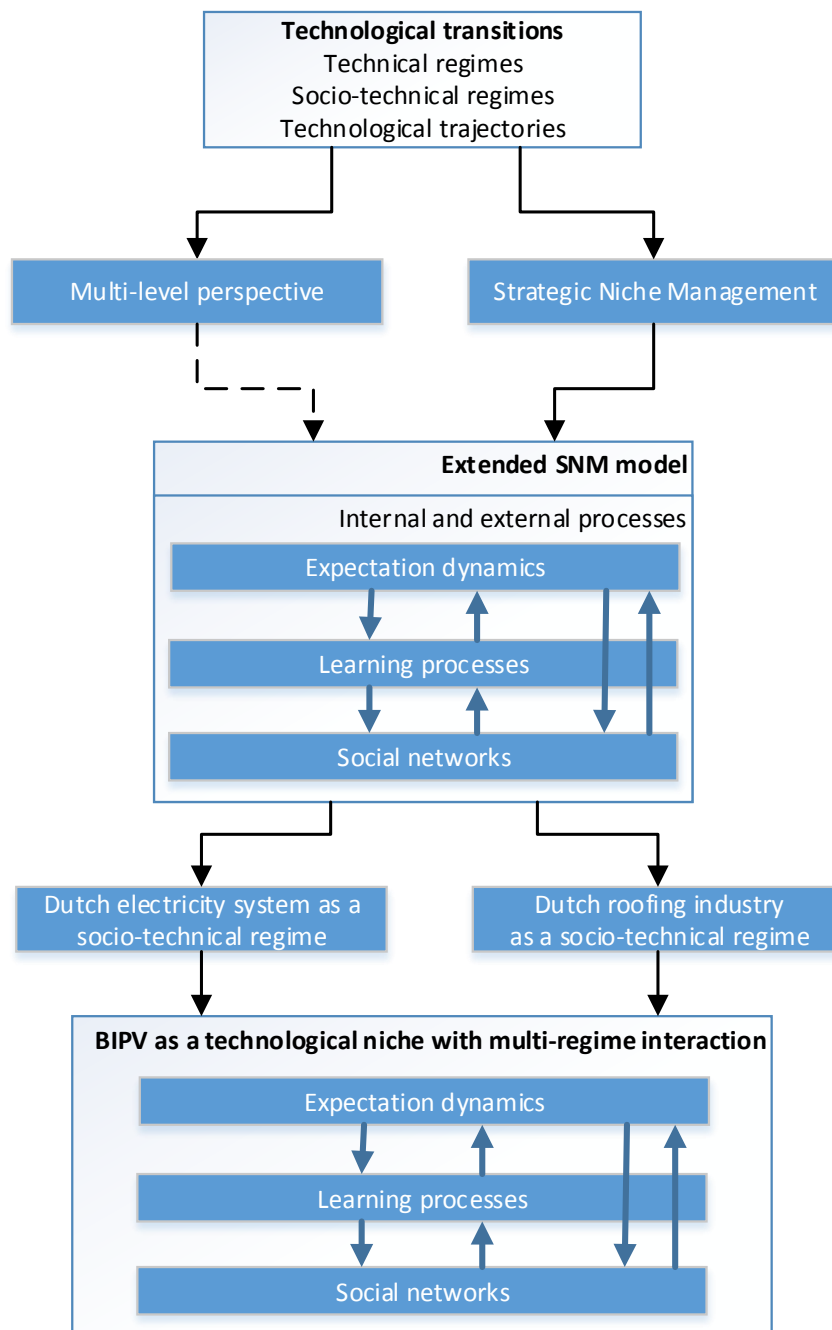 Technological transitions
Technical regimes
Socio-technical regimes
Technological trajectories
Multi-level perspective
Strategic Niche Management
Extended SNM model
Internal and external processes
Expectation dynamics
Learning processes
Social networks
Dutch electricity system as a
socio-technical regime
Dutch roofing industry
as a socio-technical regime
BIPV as a technological niche with multi-regime interaction
Expectation dynamics
Learning processes
Social networks